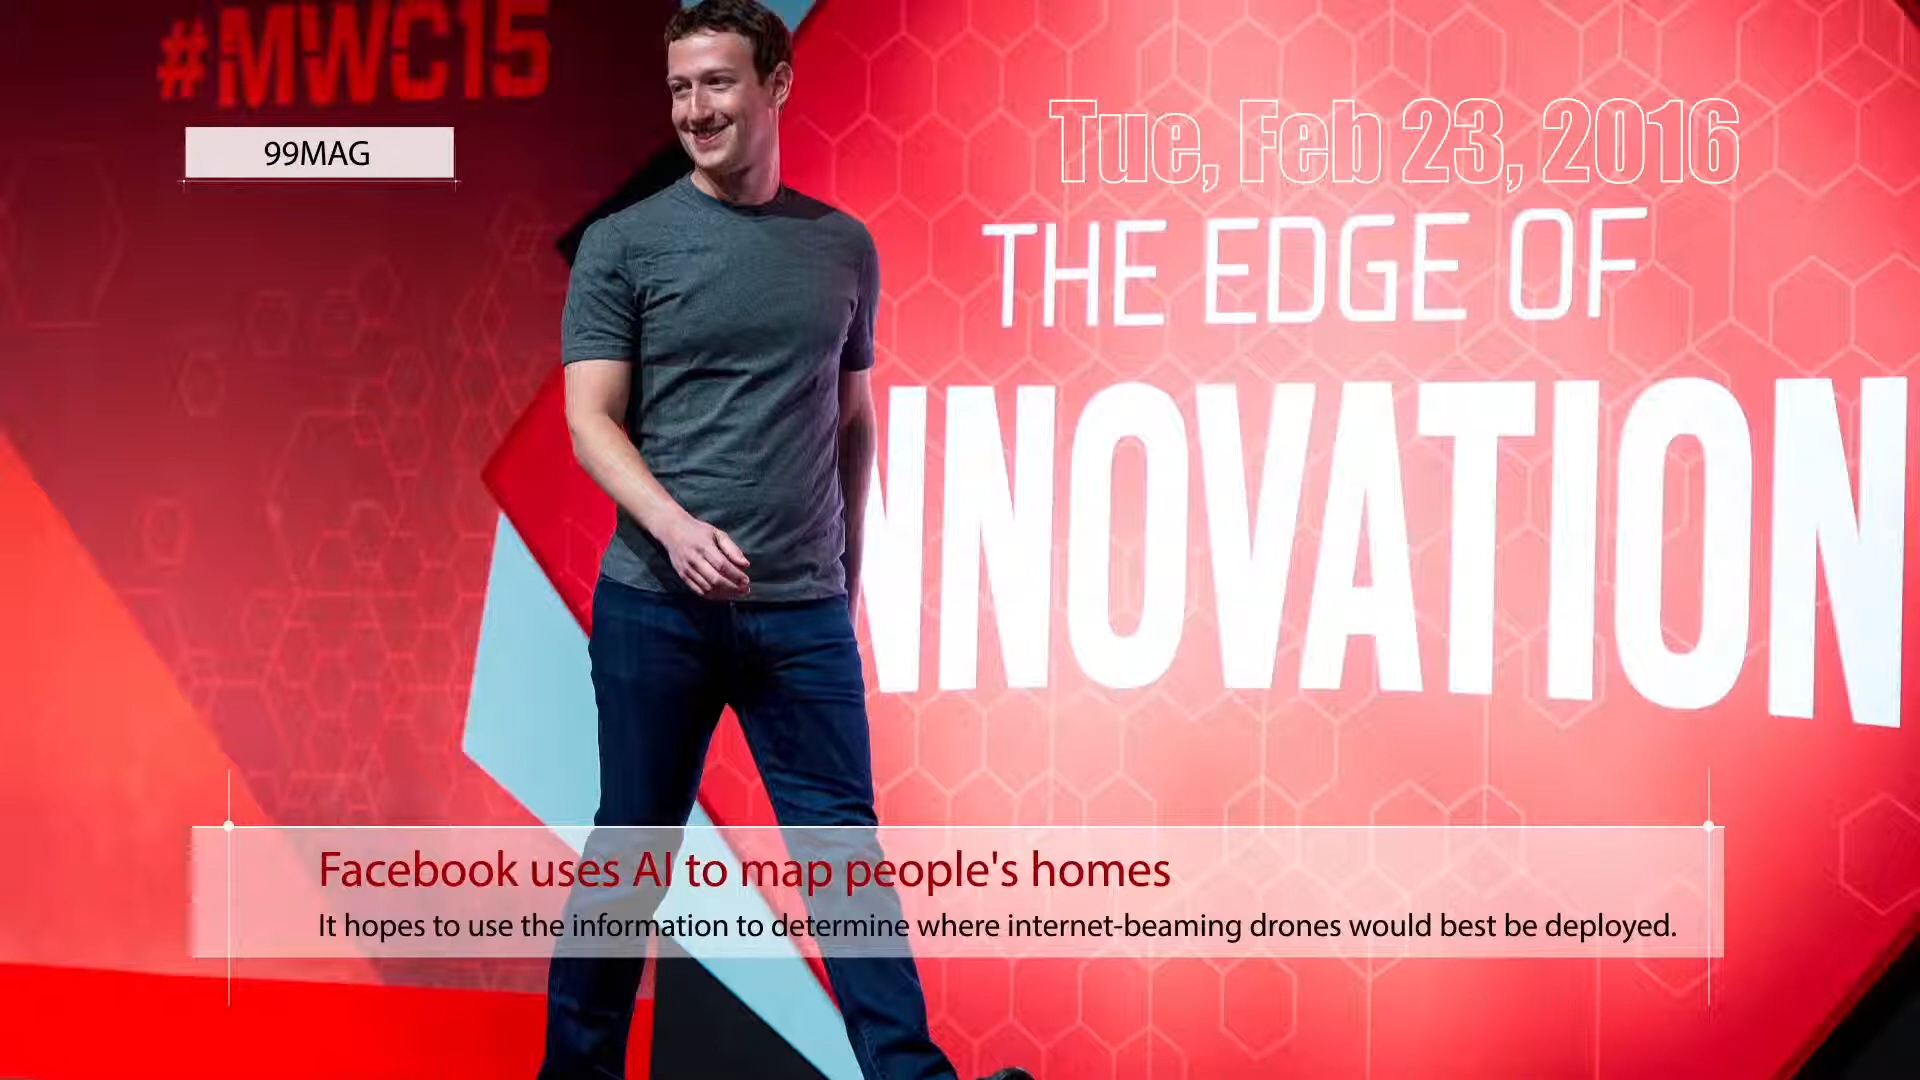 #MWC15
99MAG
Tue, Feb 23, 2016
THE EDGE OF
INNOVATION
Facebook uses AI to map people's homes
It hopes to use the information to determine where internet-beaming drones would best be deployed.